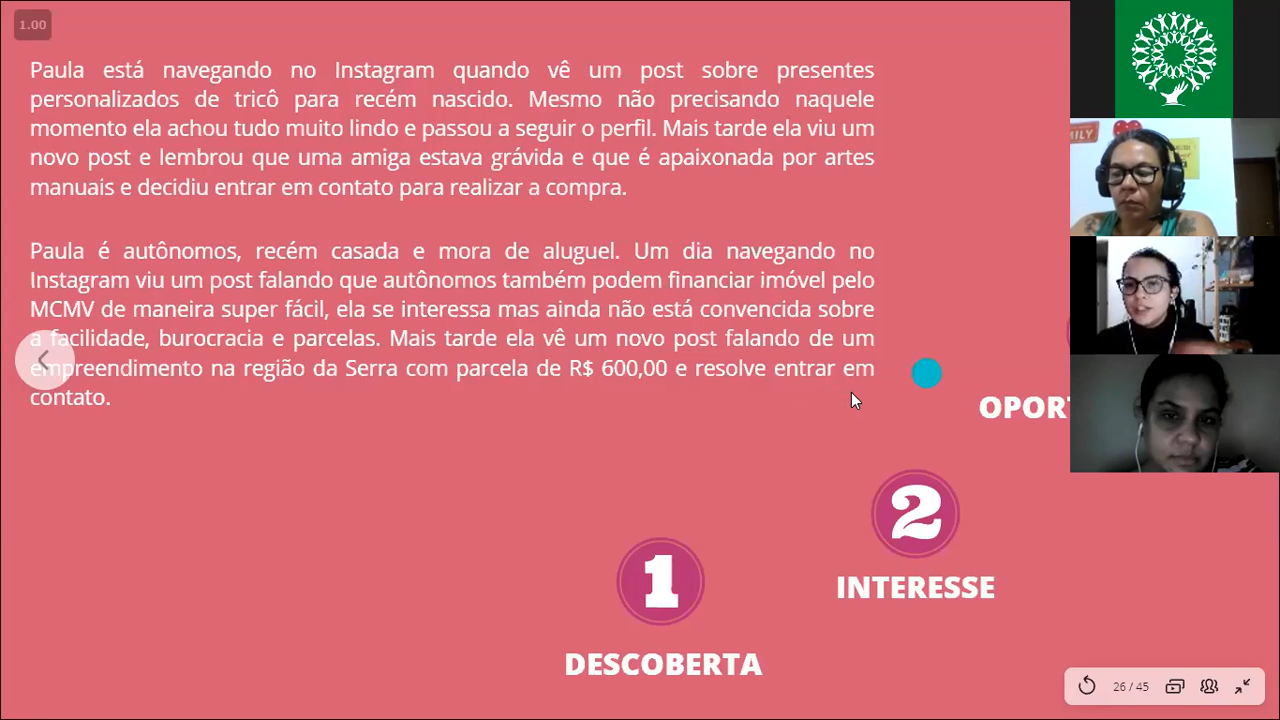 1.00
Paula está navegando no Instagram quando vê um post sobre presentes
personalizados de tricô para recém nascido. Mesmo não precisando naquele
momento ela achou tudo muito lindo e passou a seguir o perfil. Mais tarde ela viu um
novo post e lembrou que uma amiga estava grávida e que é apaixonada por artes
manuais e decidiu entrar em contato para realizar a compra.
Paula é autônomos, recém casada e mora de aluguel. Um dia navegando no
Instagram viu um post falando que autônomos também podem financiar imóvel pelo
MCMV de maneira super fácil, ela se interessa mas ainda não está convencida sobre
a facilidade, burocracia e parcelas. Mais tarde ela vê um novo post falando de um
empreendimento na região da Serra com parcela de R$ 600,00 e resolve entrar em
contato.
OPORT
2
INTERESSE
1
DESCOBERTA
26 / 45